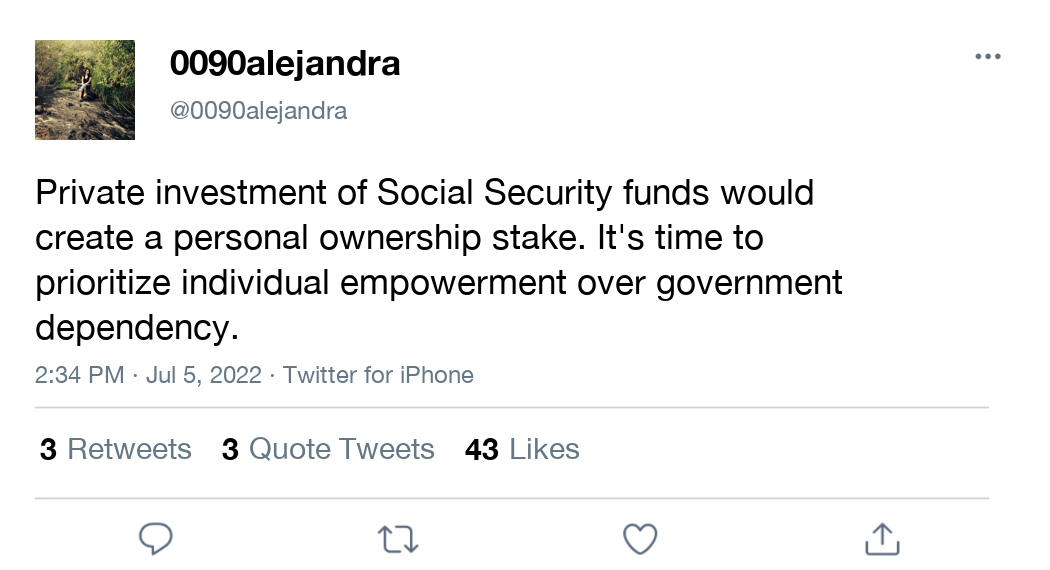 0090alejandra
@0090alejandra
Private investment of Social Security funds would
create a personal ownership stake. It's time to
prioritize individual empowerment over government
dependency.
2:34 PM · Jul 5, 2022 · Twitter for iPhone
3 Retweets 3 Quote Tweets 43 Likes